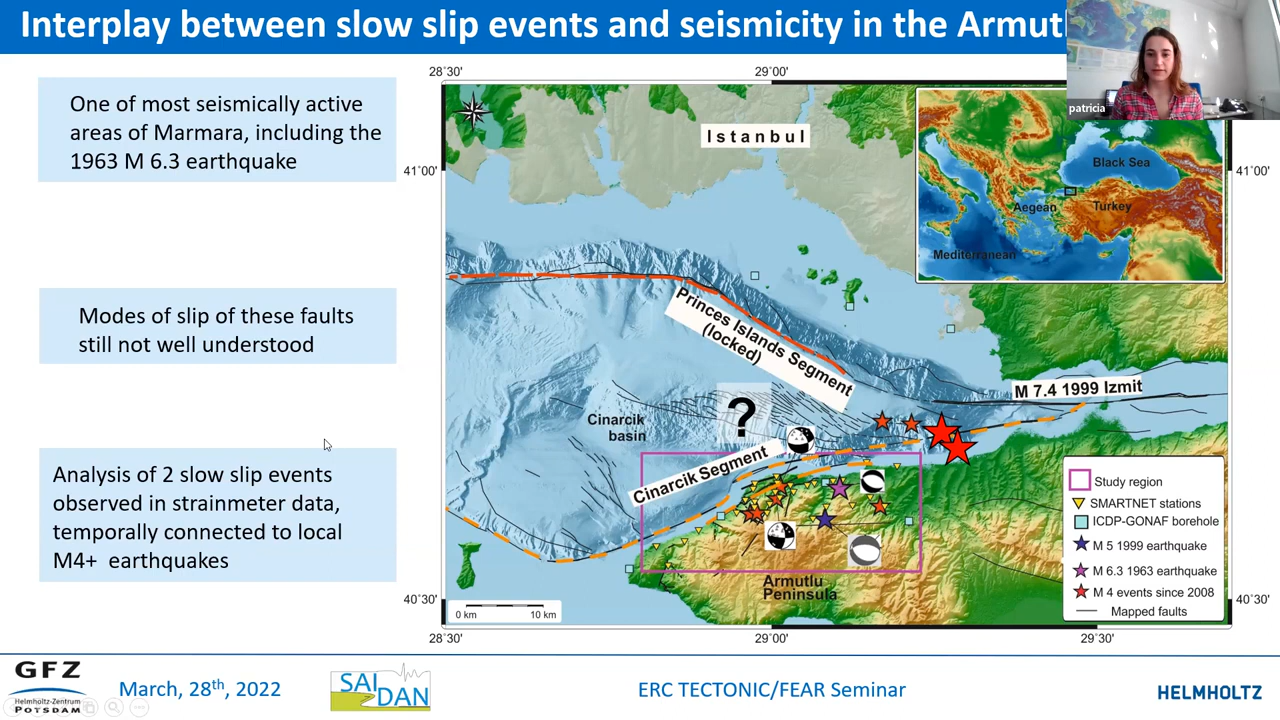 Interplay between slow slip events and seismicity in the Armutl
patricia
One of most seismically active
areas of Marmara, including the
1963 M 6.3 earthquake
Modes of slip of these faults
still not well understood
Analysis of 2 slow slip events
observed in strainmeter data,
temporally connected to local
M4+ earthquakes
28˚30'
29˚00'
41˚00'
41˚00'
Istanbul
Black Sea
Aegean
Turkey
Mediterranean
Princes Islands Segment
(locked)
M 7.4 1999 Izmit
?
Cinarcik
basin
Cinarcik Segment
Armutlu
Peninsula
Study region
SMARTNET stations
ICDP-GONAF borehole
M 5 1999 earthquake
M 6.3 1963 earthquake
M 4 events since 2008
Mapped faults
0 km
10 km
40˚30'
40˚30'
28˚30'
29˚00'
29˚30'
GFZ
Helmholtz-Zentrum
POTSDAM
March, 28th, 2022
SAI
DAN
ERC TECTONIC/FEAR Seminar
HELMHOLTZ